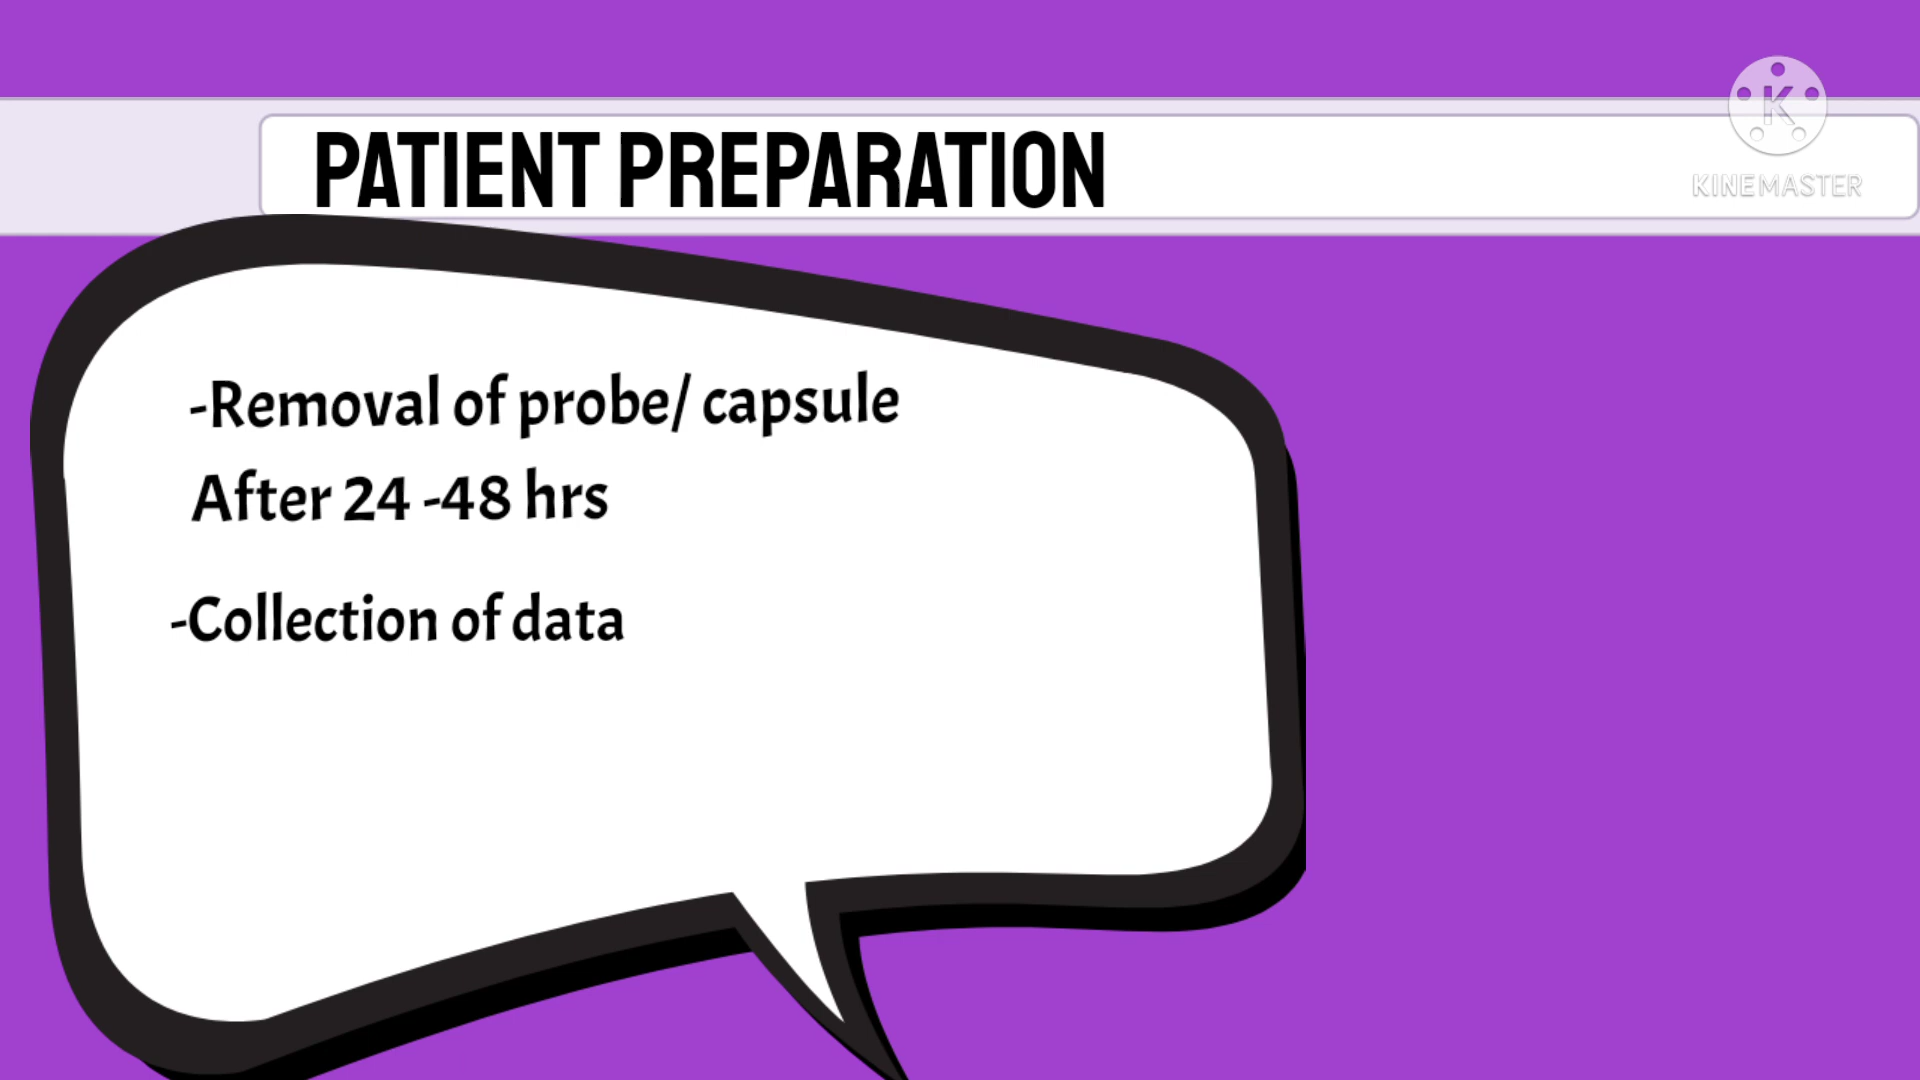 PATIENT PREPARATION
K
KINEMASTER
-Removal of probe/ capsule
After 24 -48 hrs
-Collection of data